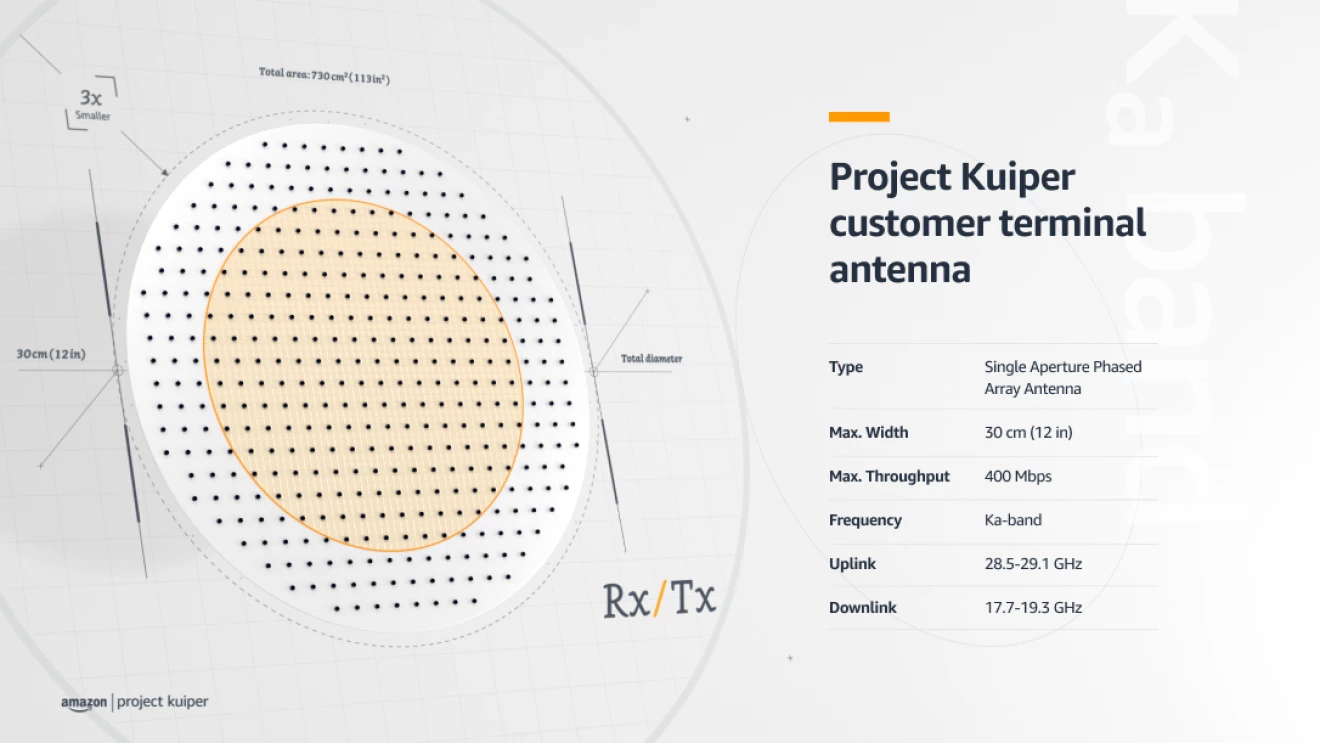 Total area: 730 cm² (113 in²)
3x
Smaller
30 cm (12 in)
Total diameter
Rx/Tx
amazon | project kuiper
Ka band
Project Kuiper
customer terminal
antenna
Type Single Aperture Phased
Array Antenna
Max. Width 30 cm (12 in)
Max. Throughput 400 Mbps
Frequency Ka-band
Uplink 28.5-29.1 GHz
Downlink 17.7-19.3 GHz